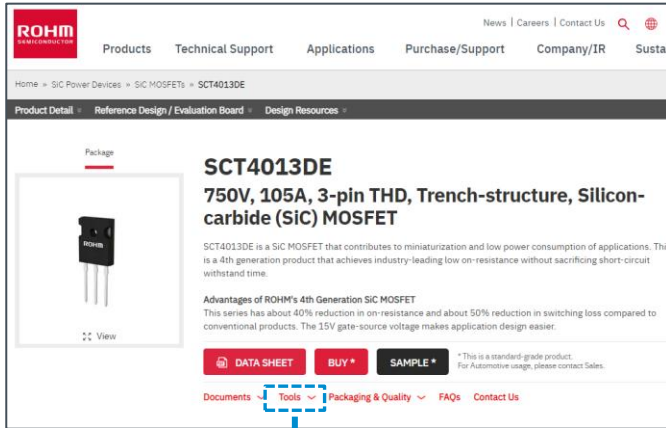 News | Careers | Contact Us
ROHM
SEMICONDUCTOR
Products Technical Support Applications Purchase/Support Company/IR Susta
Home » SiC Power Devices » SiC MOSFETs » SCT4013DE
Product Detail Reference Design / Evaluation Board Design Resources
Package
SCT4013DE
750V, 105A, 3-pin THD, Trench-structure, Silicon-
carbide (SiC) MOSFET
SCT4013DE is a SiC MOSFET that contributes to miniaturization and low power consumption of applications. Thi
is a 4th generation product that achieves industry-leading low on-resistance without sacrificing short-circuit
withstand time.
ROHM
Advantages of ROHM's 4th Generation SiC MOSFET
This series has about 40% reduction in on-resistance and about 50% reduction in switching loss compared to
conventional products. The 15V gate-source voltage makes application design easier.
View
DATA SHEET BUY * SAMPLE * * This is a standard-grade product.
For Automotive usage, please contact Sales.
Documents Tools Packaging & Quality FAQs Contact Us